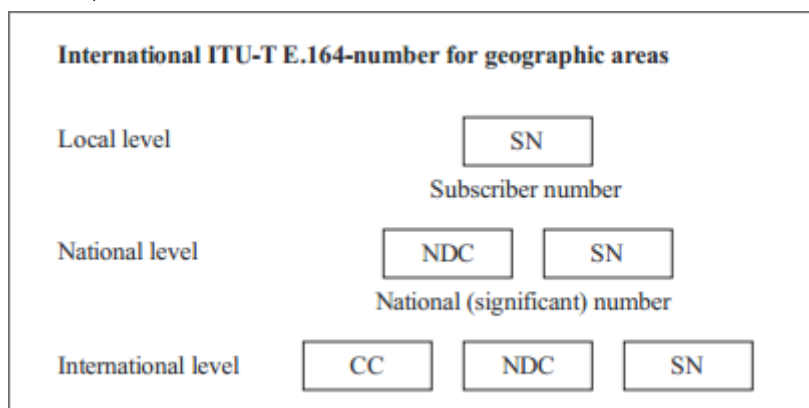 International ITU-T E.164-number for geographic areas
Local level SN
Subscriber number
National level NDC SN
National (significant) number
International level CC NDC SN